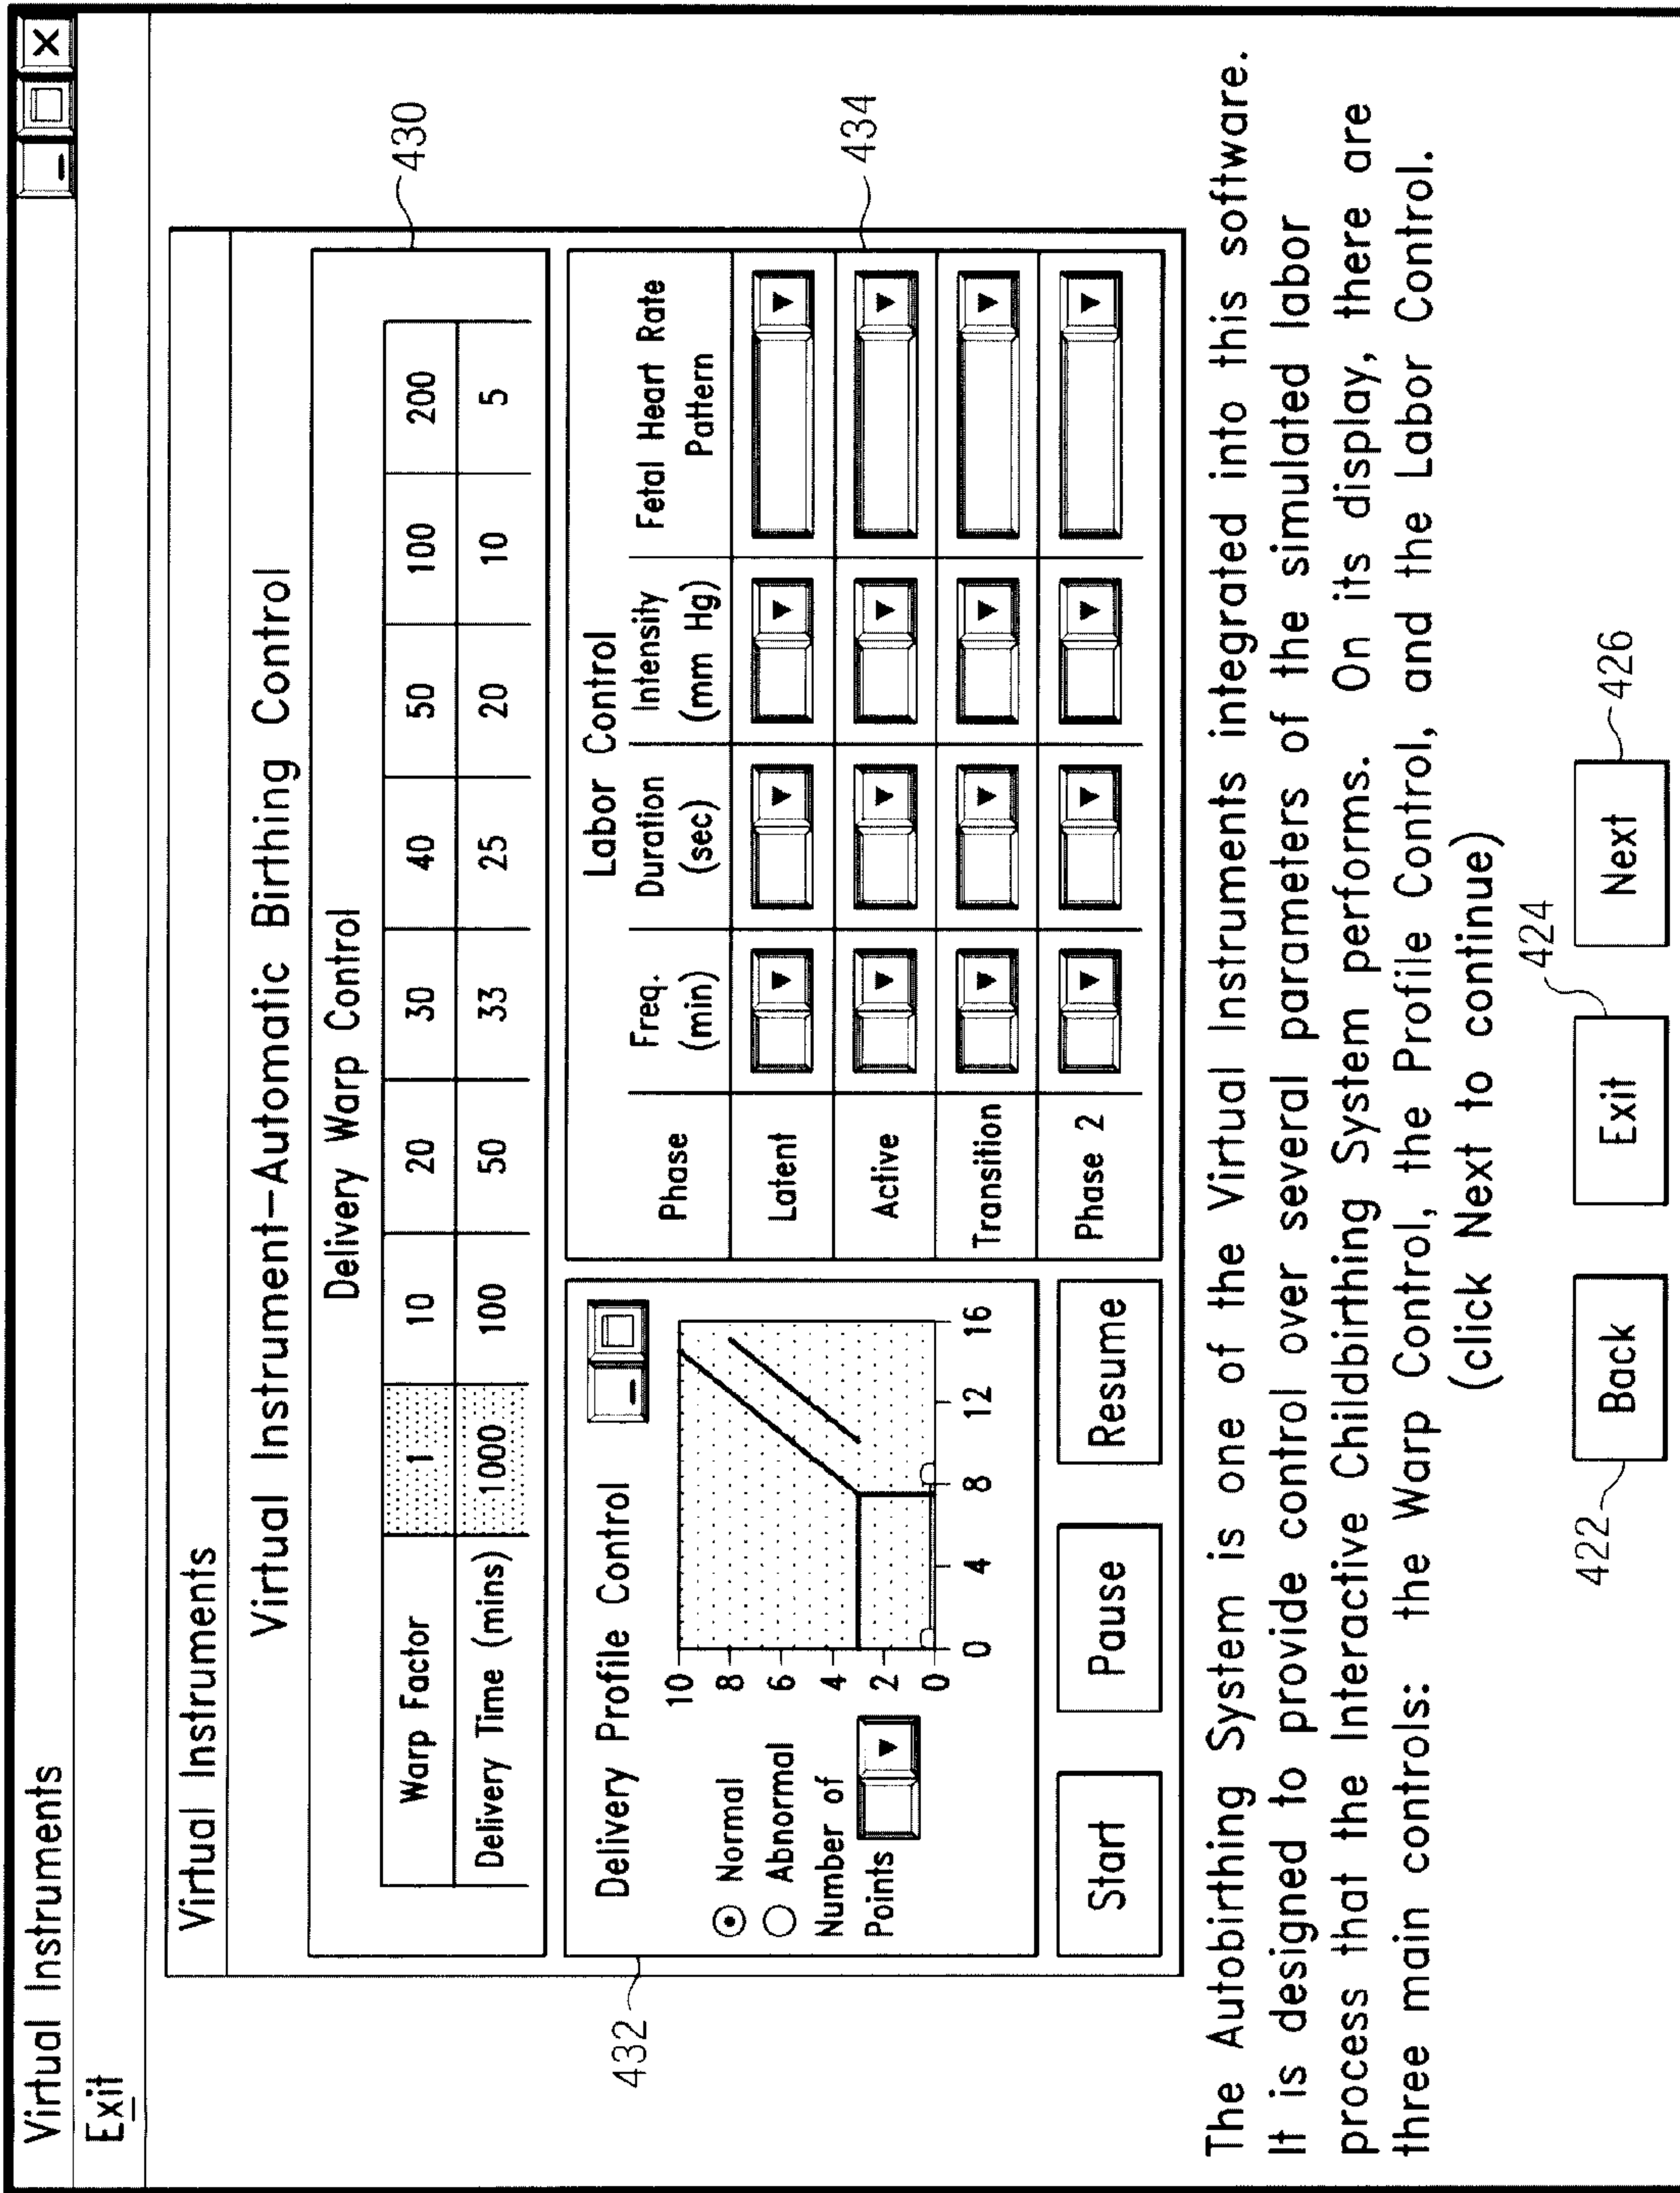 Virtual Instruments
Exit
Virtual Instruments
Virtual Instrument-Automatic Birthing Control
Delivery Warp Control
Warp Factor 1 10 20 30 40 50 100 200
Delivery Time (mins) 1000 100 50 33 25 20 10 5
430
432
Delivery Profile Control
Normal
Abnormal
Number of
Points
10
8
6
4
2
0
0 4 8 12 16
Start Pause Resume
Labor Control
Phase Freq. (min) Duration (sec) Intensity (mm Hg) Fetal Heart Rate Pattern
Latent
Active
Transition
Phase 2
434
The Autobirthing System is one of the Virtual Instruments integrated into this software.
It is designed to provide control over several parameters of the simulated labor
process that the Interactive Childbirthing System performs. On its display, there are
three main controls: the Warp Control, the Profile Control, and the Labor Control.
(click Next to continue)
422 Back
424 Exit
426 Next